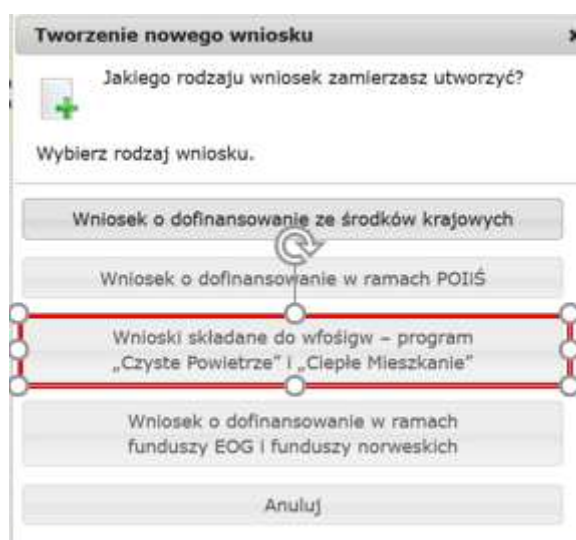 Tworzenie nowego wniosku
Jakiego rodzaju wniosek zamierzasz utworzyć?
Wybierz rodzaj wniosku.
Wniosek o dofinansowanie ze środków krajowych
Wniosek o dofinansowanie w ramach POIiŚ
Wnioski składane do wfośigw – program
„Czyste Powietrze” i „Ciepłe Mieszkanie”
Wniosek o dofinansowanie w ramach
funduszy EOG i funduszy norweskich
Anuluj